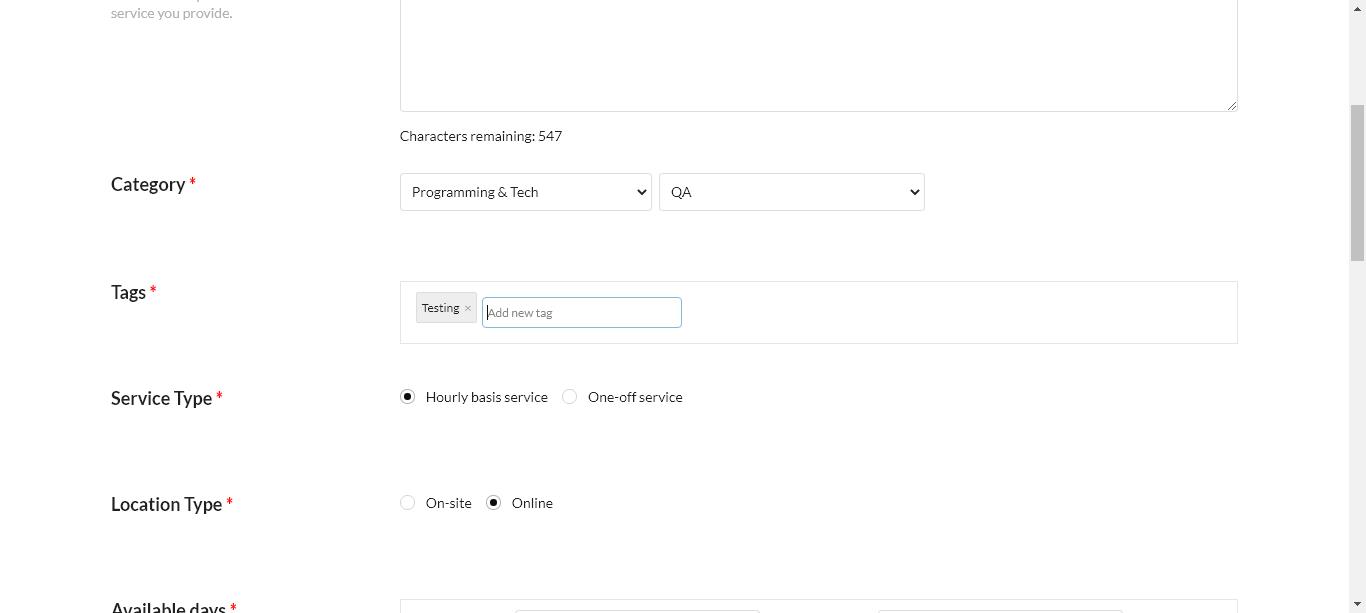 service you provide.
Characters remaining: 547
Category *
Programming & Tech
QA
Tags *
Testing ×
Add new tag
Service Type *
Hourly basis service
One-off service
Location Type *
On-site
Online
Available days *